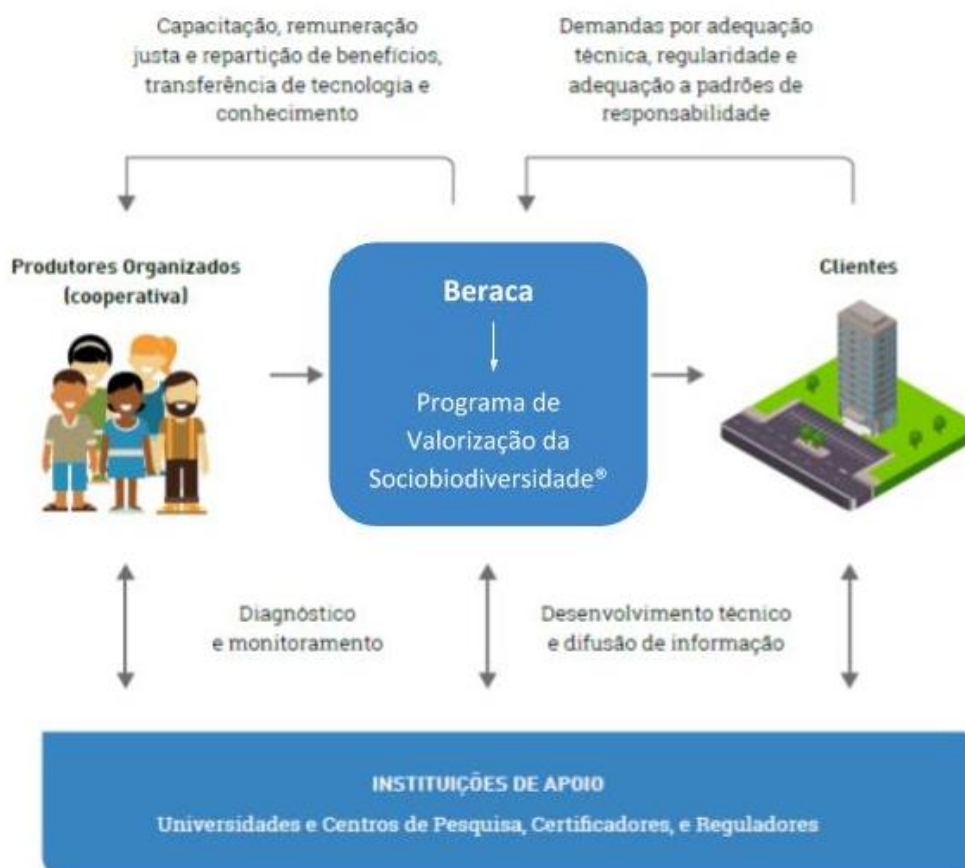 Capacitação, remuneração
justa e repartição de benefícios,
transferência de tecnologia e
conhecimento
Demandas por adequação
técnica, regularidade e
adequação a padrões de
responsabilidade
Produtores Organizados
(cooperativa)
Beraca
Programa de
Valorização da
Sociobiodiversidade®
Clientes
Diagnóstico
e monitoramento
Desenvolvimento técnico
e difusão de informação
INSTITUIÇÕES DE APOIO
Universidades e Centros de Pesquisa, Certificadores, e Reguladores